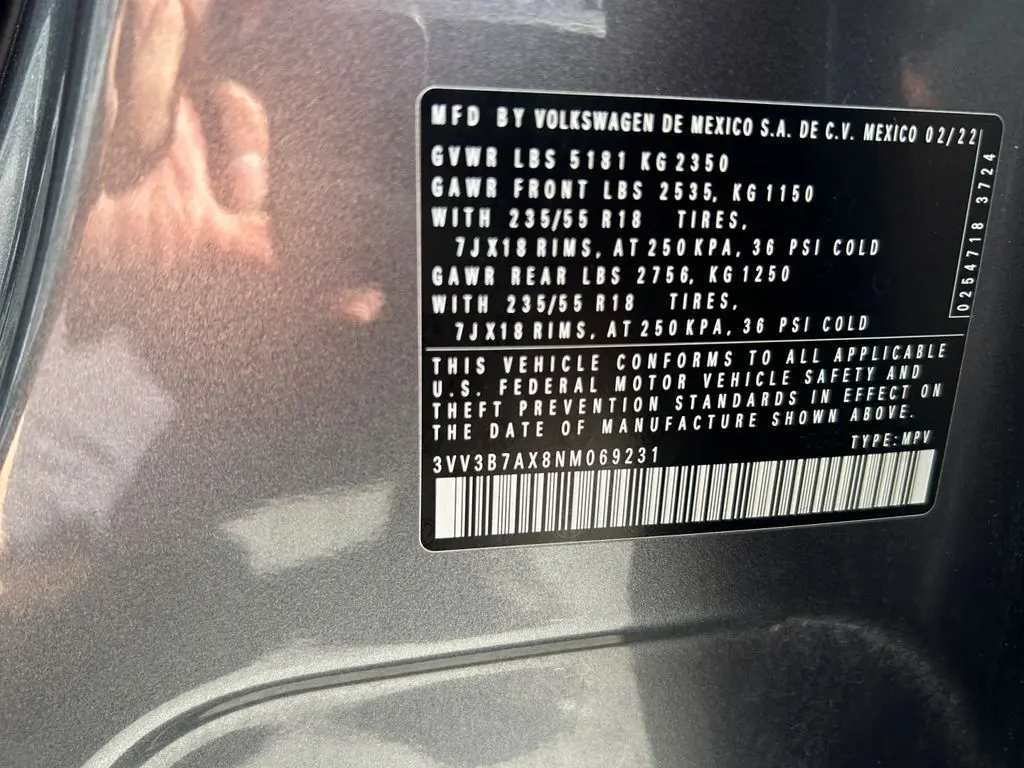 MFD BY VOLKSWAGEN DE MEXICO S.A. DE C.V. MEXICO 02/22
GVWR LBS 5181 KG 2350
GAWR FRONT LBS 2535, KG 1150
WITH 235/55 R18 TIRES,
7JX18 RIMS, AT 250 KPA, 36 PSI COLD
GAWR REAR LBS 2756, KG 1250
WITH 235/55 R18 TIRES,
7JX18 RIMS, AT 250 KPA, 36 PSI COLD
0254718 3724
THIS VEHICLE CONFORMS TO ALL APPLICABLE
U.S. FEDERAL MOTOR VEHICLE SAFETY AND
THEFT PREVENTION STANDARDS IN EFFECT ON
THE DATE OF MANUFACTURE SHOWN ABOVE.
TYPE: MPV
3VV3B7AX8NM069231